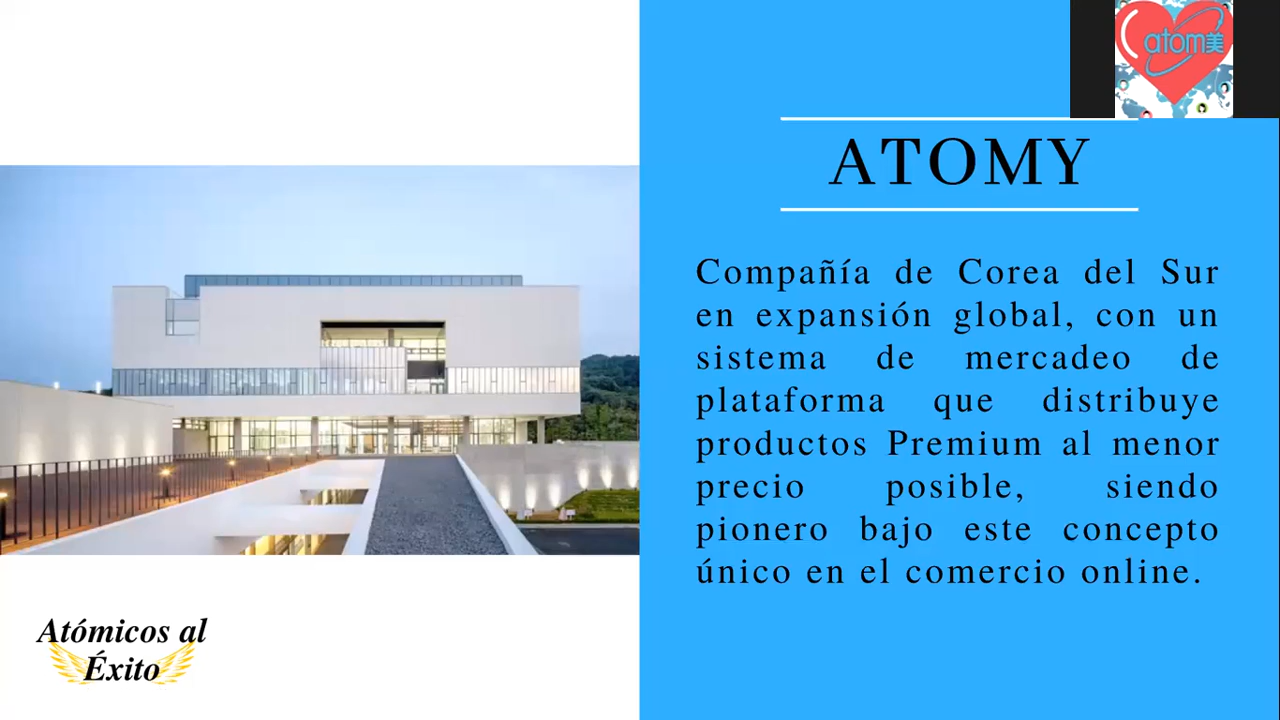 atom美
ATOMY
Compañía de Corea del Sur
en expansión global, con un
sistema de mercadeo de
plataforma que distribuye
productos Premium al menor
precio posible, siendo
pionero bajo este concepto
único en el comercio online.
Atómicos al
Éxito